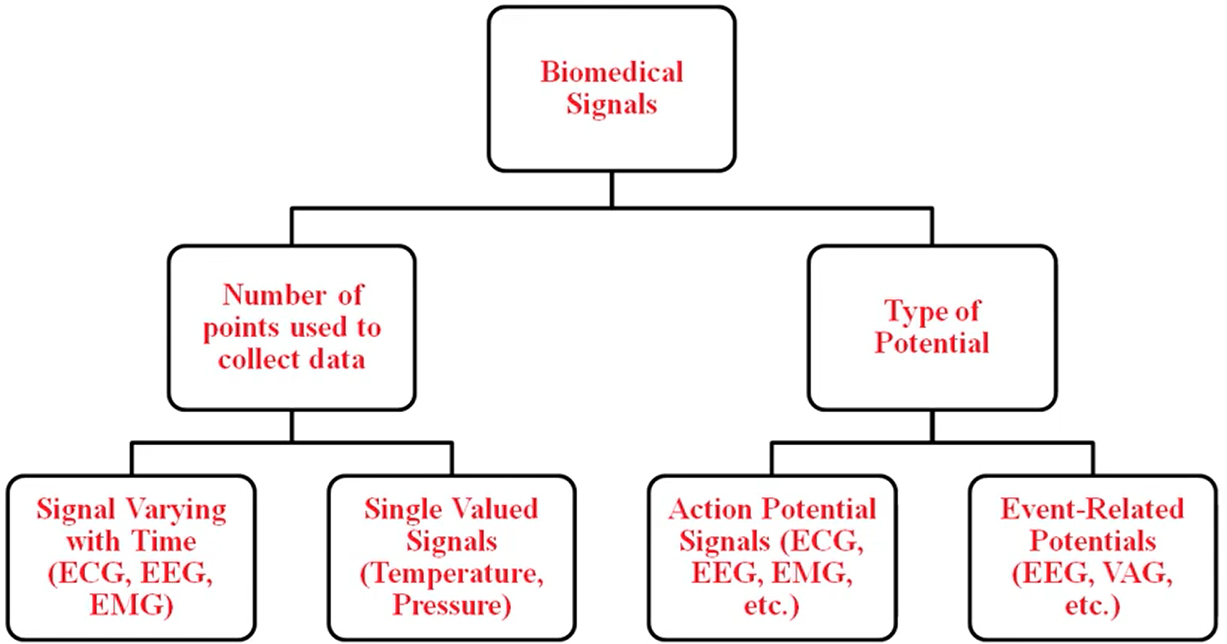 Biomedical
Signals
Number of
points used to
collect data
Type of
Potential
Signal Varying
with Time
(ECG, EEG,
EMG)
Single Valued
Signals
(Temperature,
Pressure)
Action Potential
Signals (ECG,
EEG, EMG,
etc.)
Event-Related
Potentials
(EEG, VAG,
etc.)